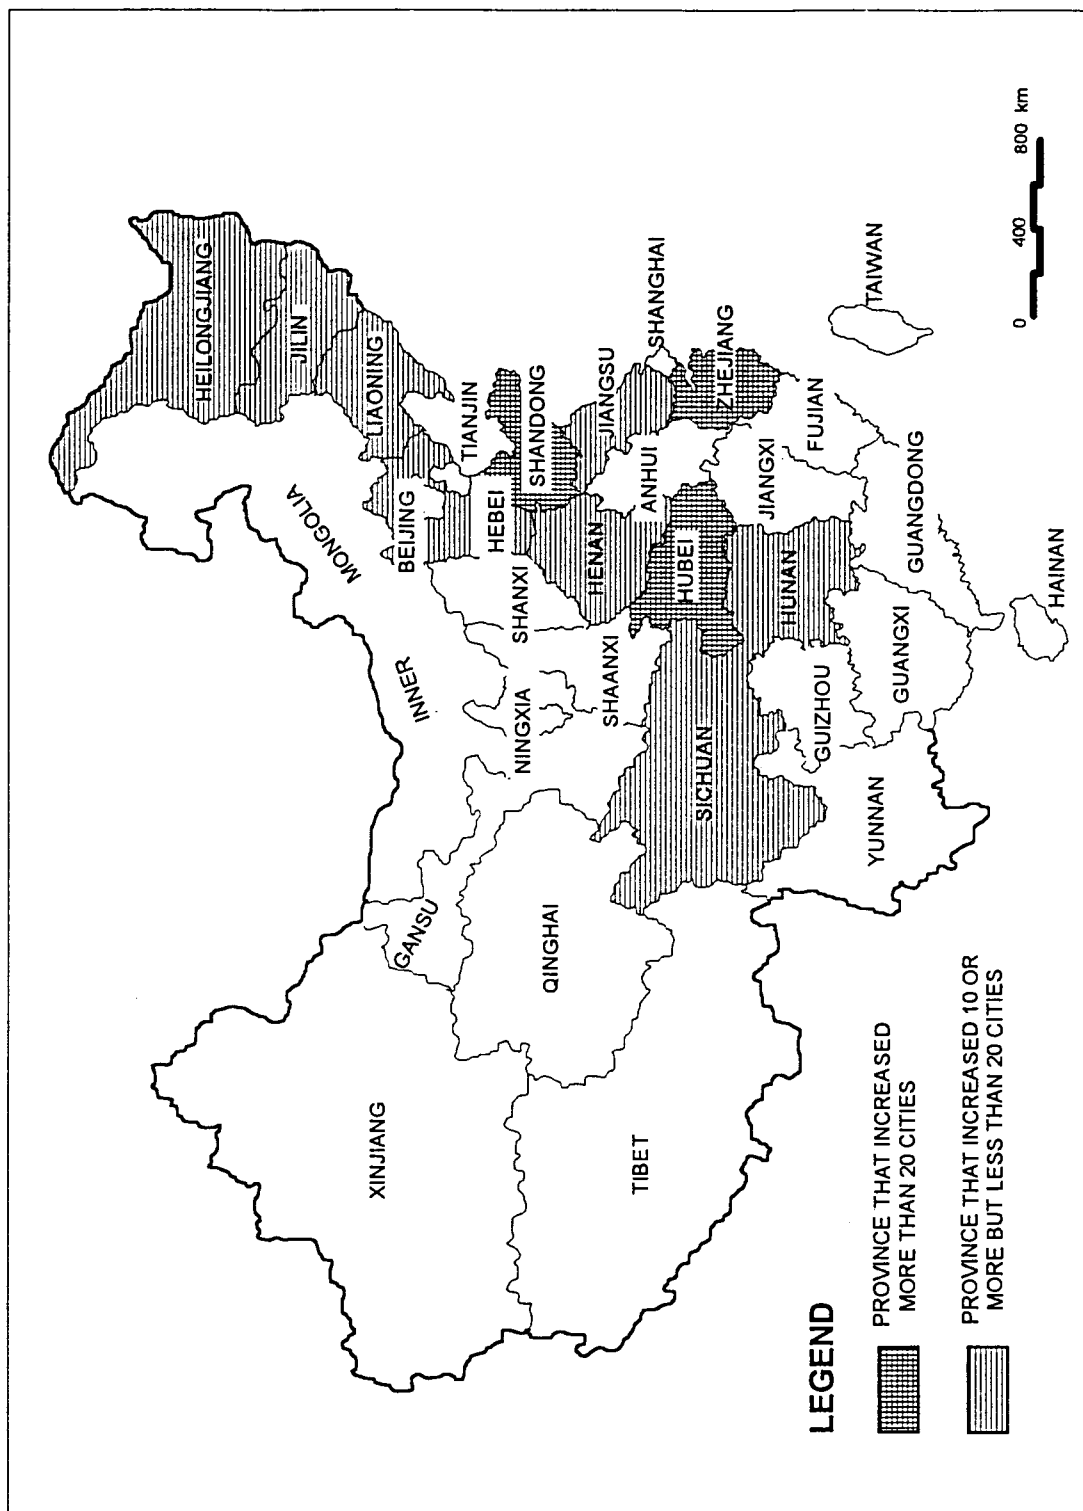 HEILONGJIANG
JILIN
LIAONING
INNER
MONGOLIA
BEIJING
TIANJIN
HEBEI
SHANDONG
SHANXI
NINGXIA
SHAANXI
HENAN
JIANGSU
ANHUI
SHANGHAI
XINJIANG
GANSU
QINGHAI
TIBET
SICHUAN
HUBEI
ZHEJIANG
HUNAN
JIANGXI
FUJIAN
GUIZHOU
YUNNAN
GUANGXI
GUANGDONG
TAIWAN
HAINAN
LEGEND
PROVINCE THAT INCREASED
MORE THAN 20 CITIES
PROVINCE THAT INCREASED 10 OR
MORE BUT LESS THAN 20 CITIES
0 400 800 km